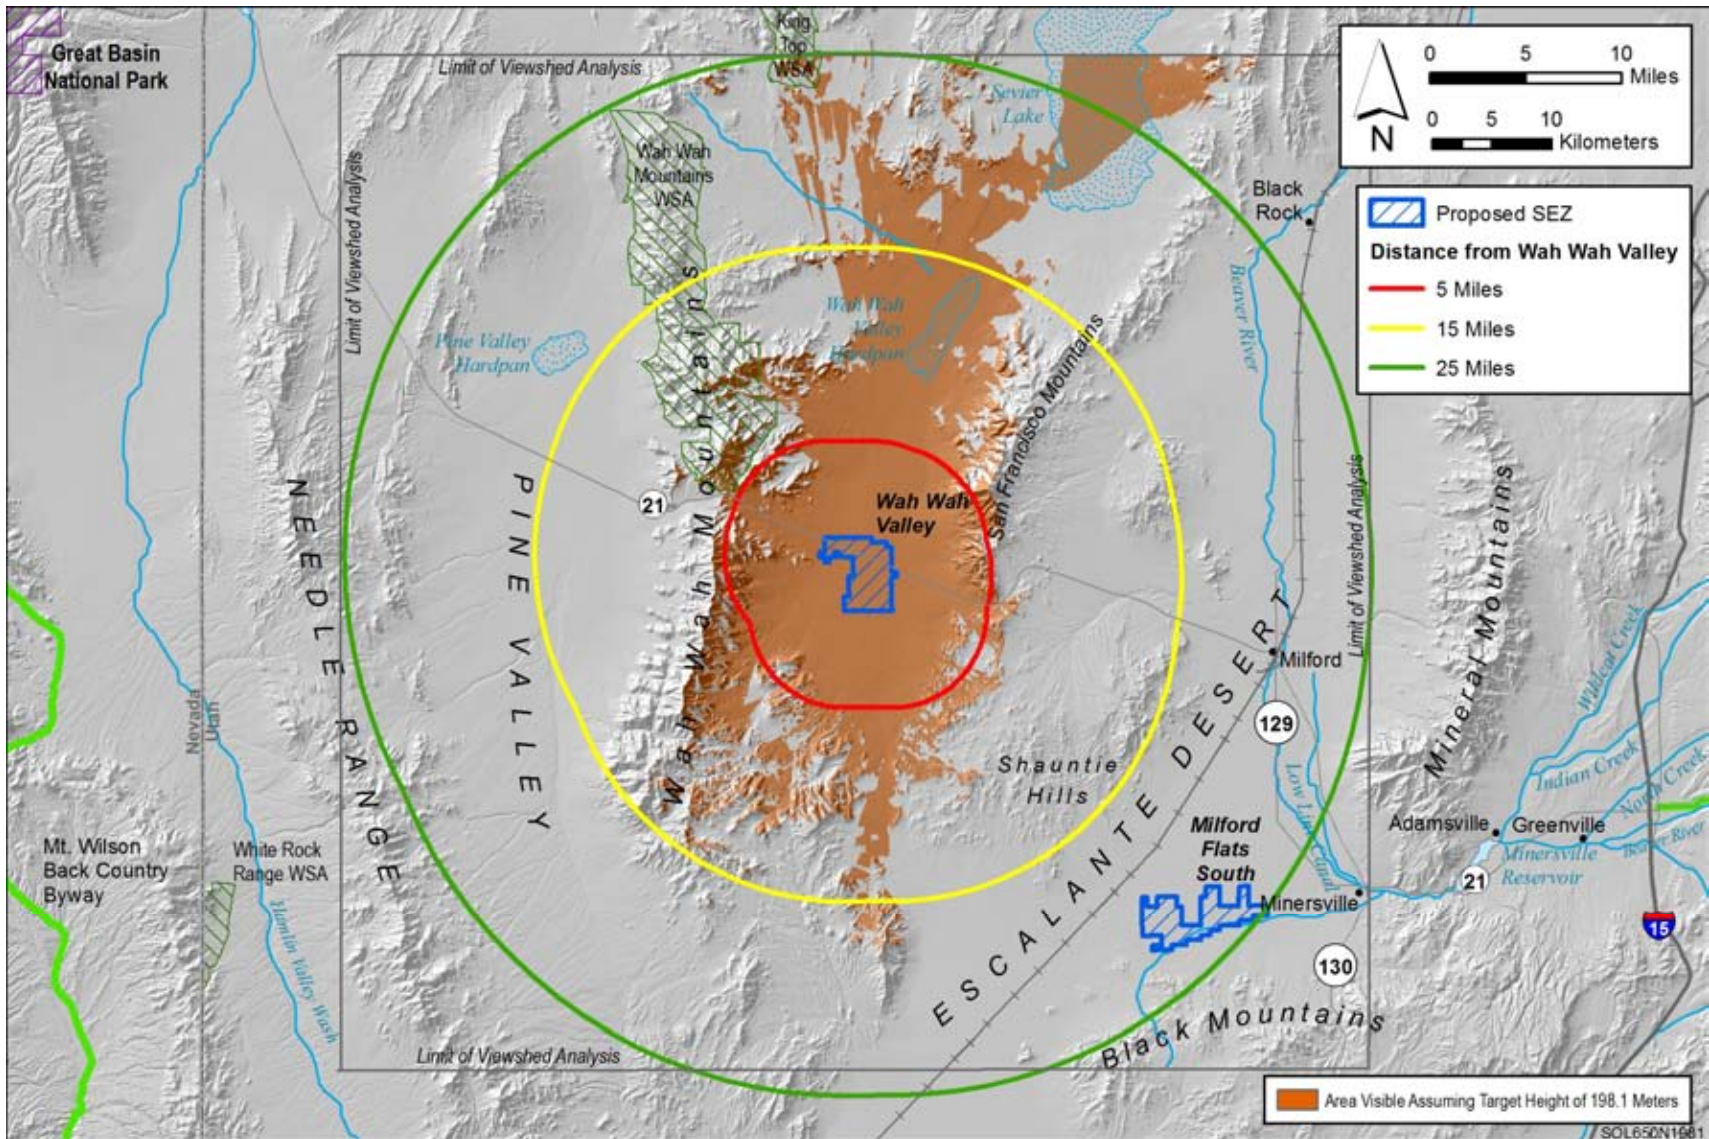 Great Basin
National Park
King
Top
WSA
Limit of Viewshed Analysis
Sevier
Lake
0 5 10
Miles
0 5 10
Kilometers
N
Wah Wah
Mountains
WSA
Limit of Viewshed Analysis
Black
Rock
Proposed SEZ
Distance from Wah Wah Valley
5 Miles
15 Miles
25 Miles
Beaver River
Wah Wah
Valley
Hardpan
Pine Valley
Hardpan
San Francisco Mountains
Wah Wah Mountains
21
Wah Wah
Valley
NEEDLE RANGE
PINE VALLEY
Limit of Viewshed Analysis
Mineral Mountains
Milford
129
Wildcat Creek
Nevada
Utah
Shauntie
Hills
ESCALANTE DESERT
Low Line Canal
Indian Creek
North Creek
Milford
Flats
South
Adamsville
Greenville
Beaver River
Minersville
Reservoir
21
Mt. Wilson
Back Country
Byway
White Rock
Range WSA
Hamlin Valley Wash
Minersville
15
130
Black Mountains
Limit of Viewshed Analysis
Area Visible Assuming Target Height of 198.1 Meters
SOL650N1081